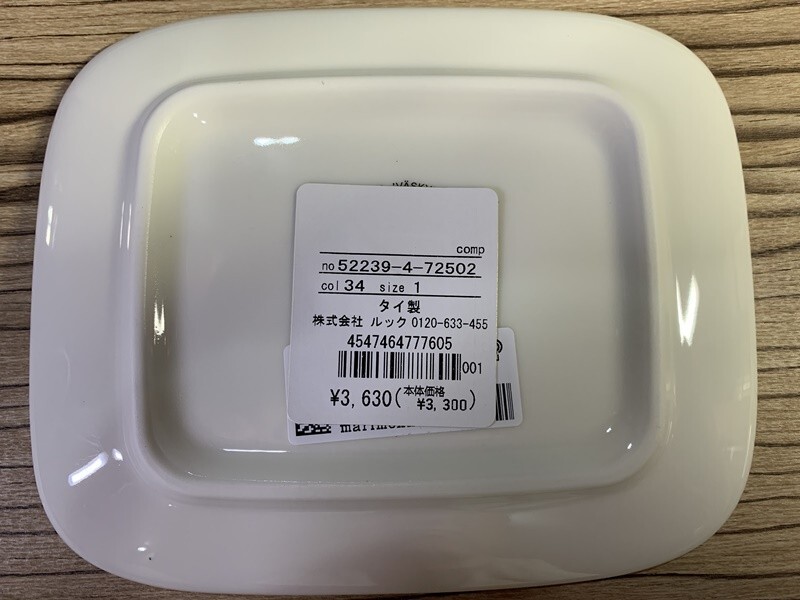 comp
no 52239-4-72502
col 34 size 1
タイ製
株式会社 ルック 0120-633-455
4547464777605
001
¥3,630(本体価格 ¥3,300)